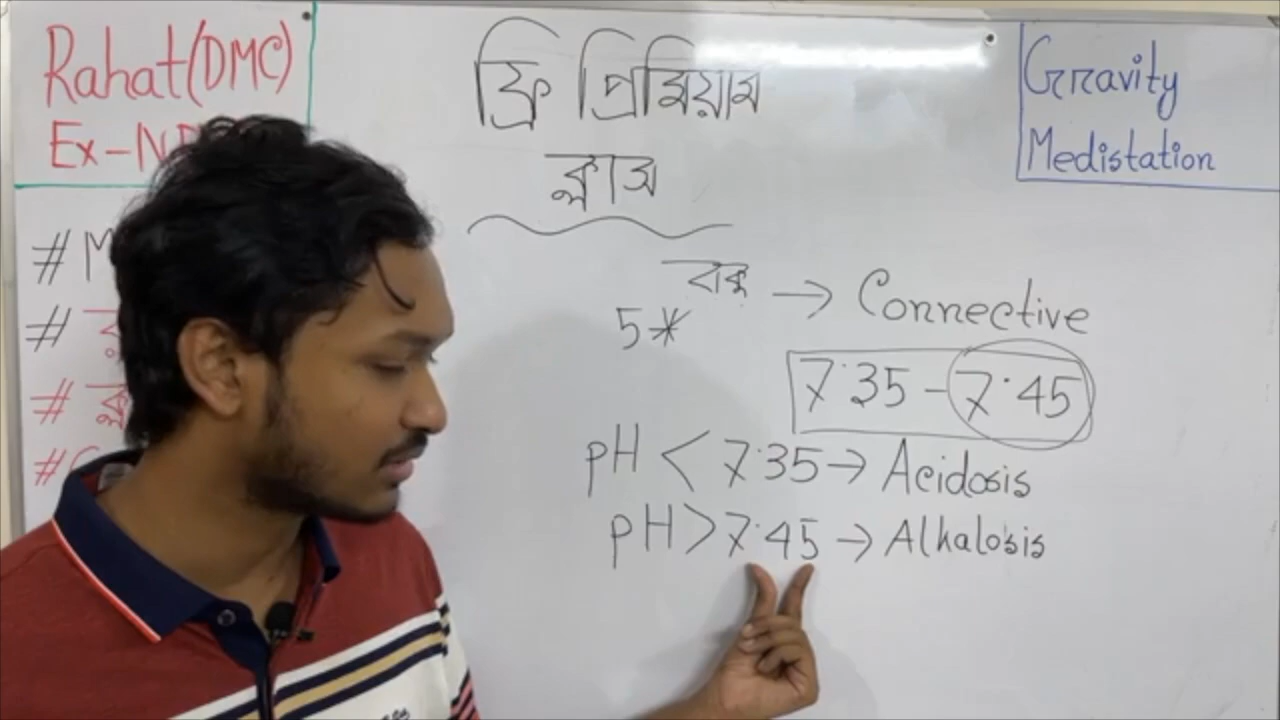 Rahat(DMC)
Ex-N
ফ্রি প্রিমিয়াম
ক্লাস
Gravity
Medistation
# M
#
#
#
5*
→ Connective
7.35 - 7.45
pH < 7.35 → Acidosis
pH > 7.45 → Alkalosis